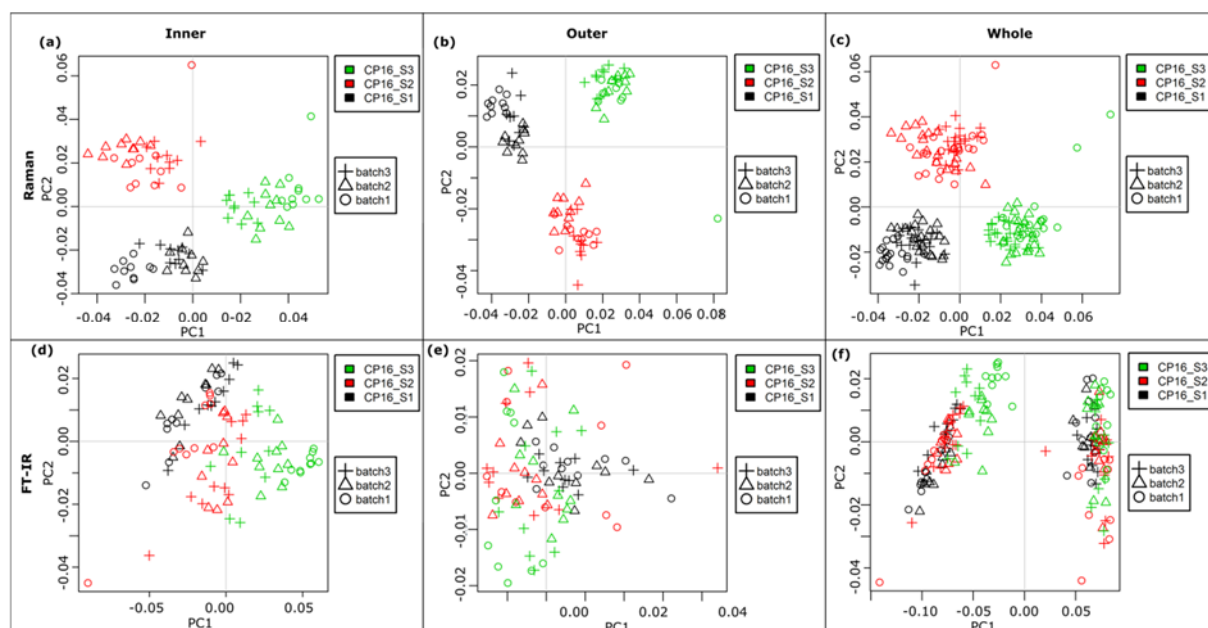 Inner
Outer
Whole
Raman
(a)
PC2
0.06
0.04
0.02
0.00
-0.02
-0.04
-0.04
-0.02
0.00
0.02
0.04
PC1
CP16_S3
CP16_S2
CP16_S1
batch3
batch2
batch1
(b)
PC2
0.02
0.00
-0.02
-0.04
-0.04
-0.02
0.00
0.02
0.04
0.06
0.08
PC1
CP16_S3
CP16_S2
CP16_S1
batch3
batch2
batch1
(c)
PC2
0.06
0.04
0.02
0.00
-0.02
-0.04
-0.02
0.00
0.02
0.04
0.06
PC1
CP16_S3
CP16_S2
CP16_S1
batch3
batch2
batch1
FT-IR
(d)
PC2
0.02
0.00
-0.02
-0.04
-0.05
0.00
0.05
PC1
CP16_S3
CP16_S2
CP16_S1
batch3
batch2
batch1
(e)
PC2
0.02
0.01
0.00
-0.01
-0.02
0.00
0.02
0.04
PC1
CP16_S3
CP16_S2
CP16_S1
batch3
batch2
batch1
(f)
PC2
0.02
0.00
-0.02
-0.04
-0.10
-0.05
0.00
0.05
PC1
CP16_S3
CP16_S2
CP16_S1
batch3
batch2
batch1